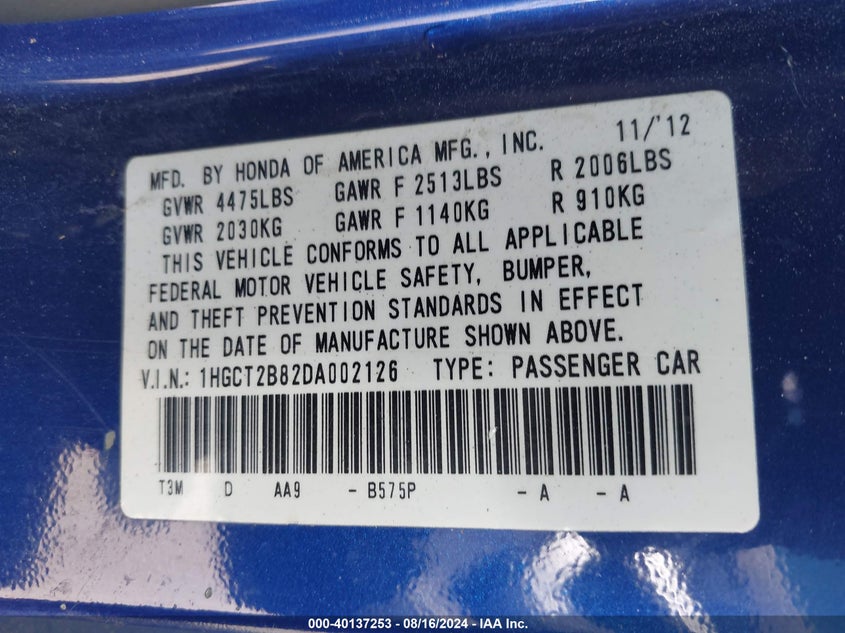 MFD. BY HONDA OF AMERICA MFG., INC. 11/'12
GVWR 4475LBS GAWR F 2513LBS R 2006LBS
GVWR 2030KG GAWR F 1140KG R 910KG
THIS VEHICLE CONFORMS TO ALL APPLICABLE
FEDERAL MOTOR VEHICLE SAFETY, BUMPER,
AND THEFT PREVENTION STANDARDS IN EFFECT
ON THE DATE OF MANUFACTURE SHOWN ABOVE.
V.I.N.: 1HGCT2B82DA002126 TYPE: PASSENGER CAR
T3M D AA9 - B575P - A - A
000-40137253 - 08/16/2024 - IAA Inc.